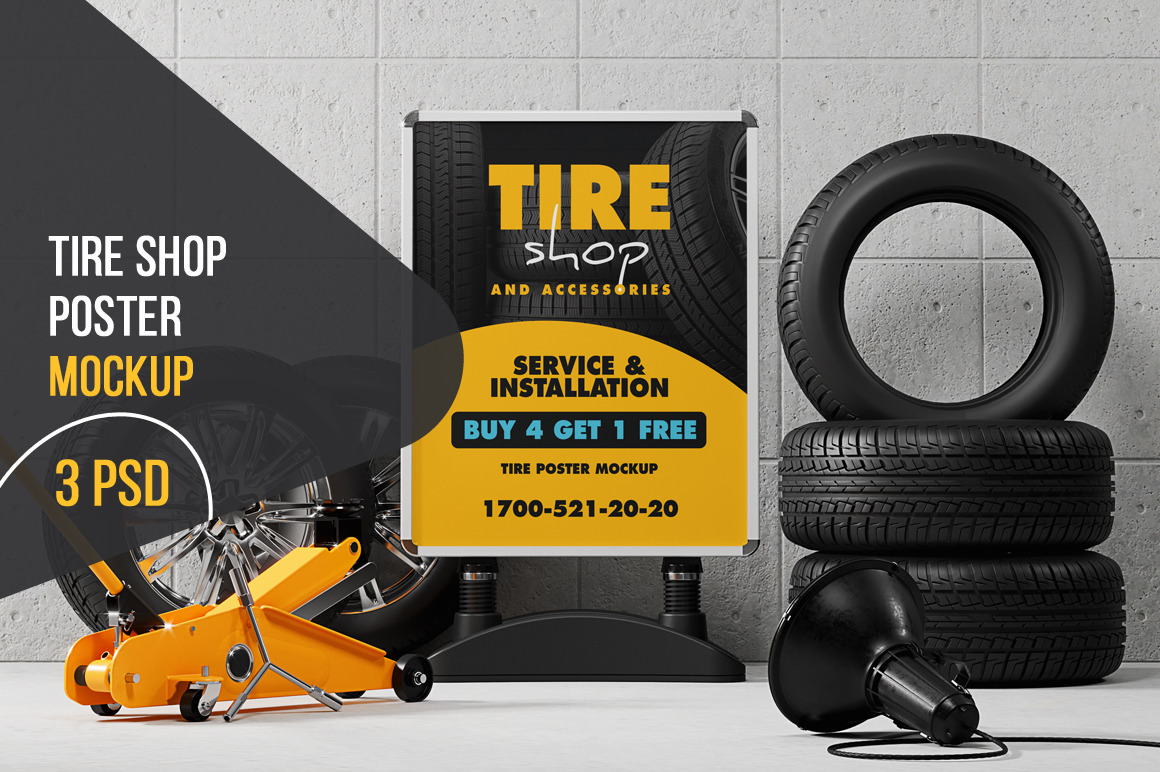 TIRE SHOP
POSTER
MOCKUP
3 PSD
TIRE
shop
AND ACCESSORIES
SERVICE &
INSTALLATION
BUY 4 GET 1 FREE
TIRE POSTER MOCKUP
1700-521-20-20